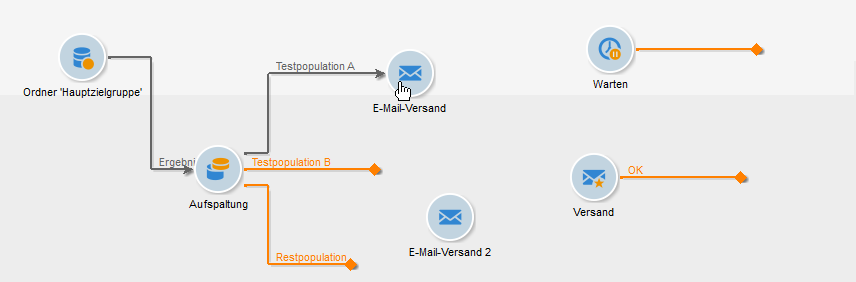 Testpopulation A
Warten
Ordner 'Hauptzielgruppe'
E-Mail-Versand
Testpopulation B
OK
Aufspaltung
Versand
E-Mail-Versand 2
Restpopulation